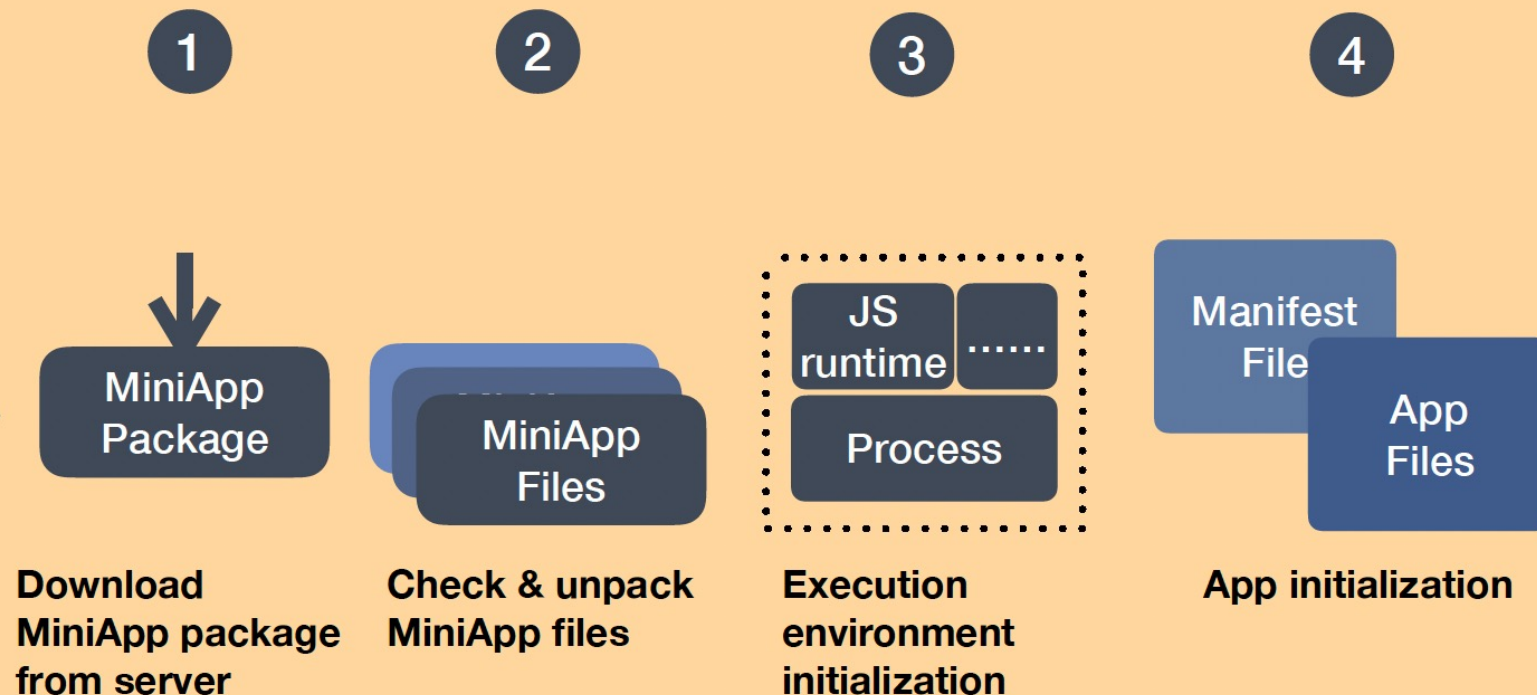 1
2
3
4
MiniApp
Package
MiniApp
Files
JS
runtime
......
Process
Manifest
File
App
Files
Download
MiniApp package
from server
Check & unpack
MiniApp files
Execution
environment
initialization
App initialization